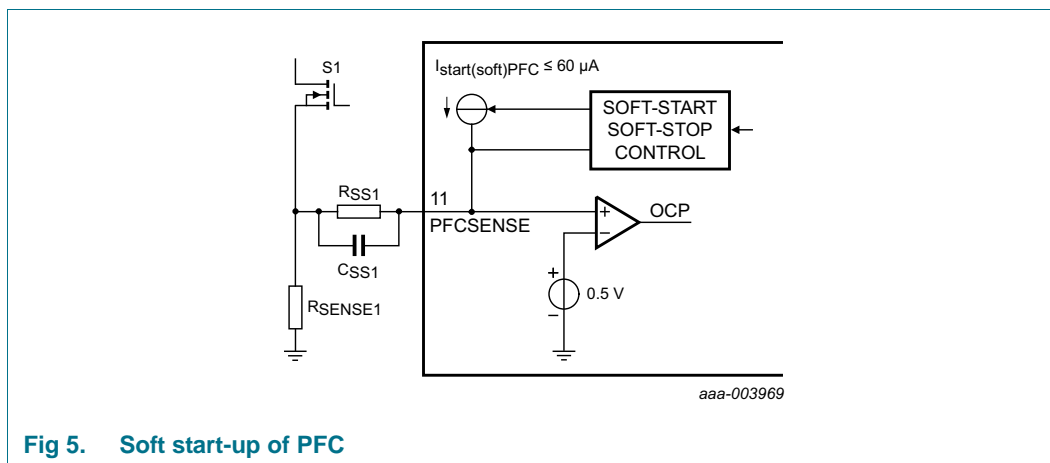 S1
Istart(soft)PFC ≤ 60 μA
SOFT-START
SOFT-STOP
CONTROL
RSS1
11
PFCSENSE
OCP
CSS1
0.5 V
RSENSE1
aaa-003969
Fig 5. Soft start-up of PFC